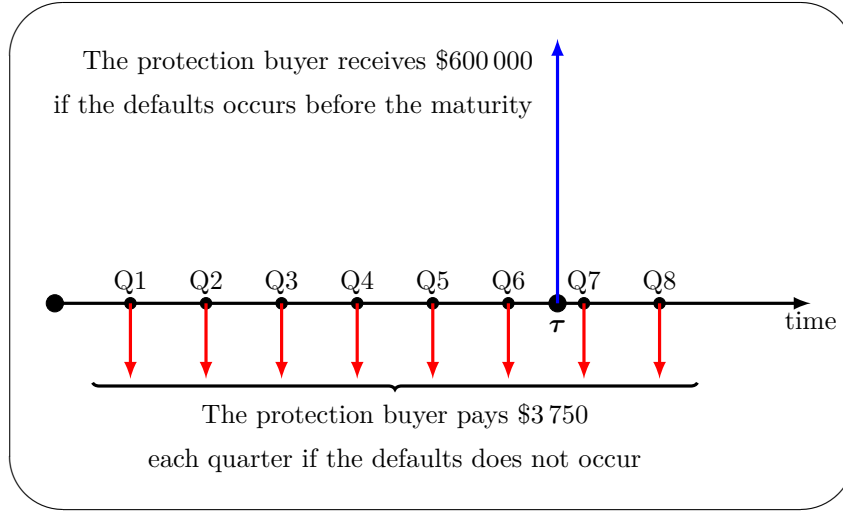 The protection buyer receives $600 000
if the defaults occurs before the maturity
Q1 Q2 Q3 Q4 Q5 Q6 Q7 Q8
τ
time
The protection buyer pays $3 750
each quarter if the defaults does not occur